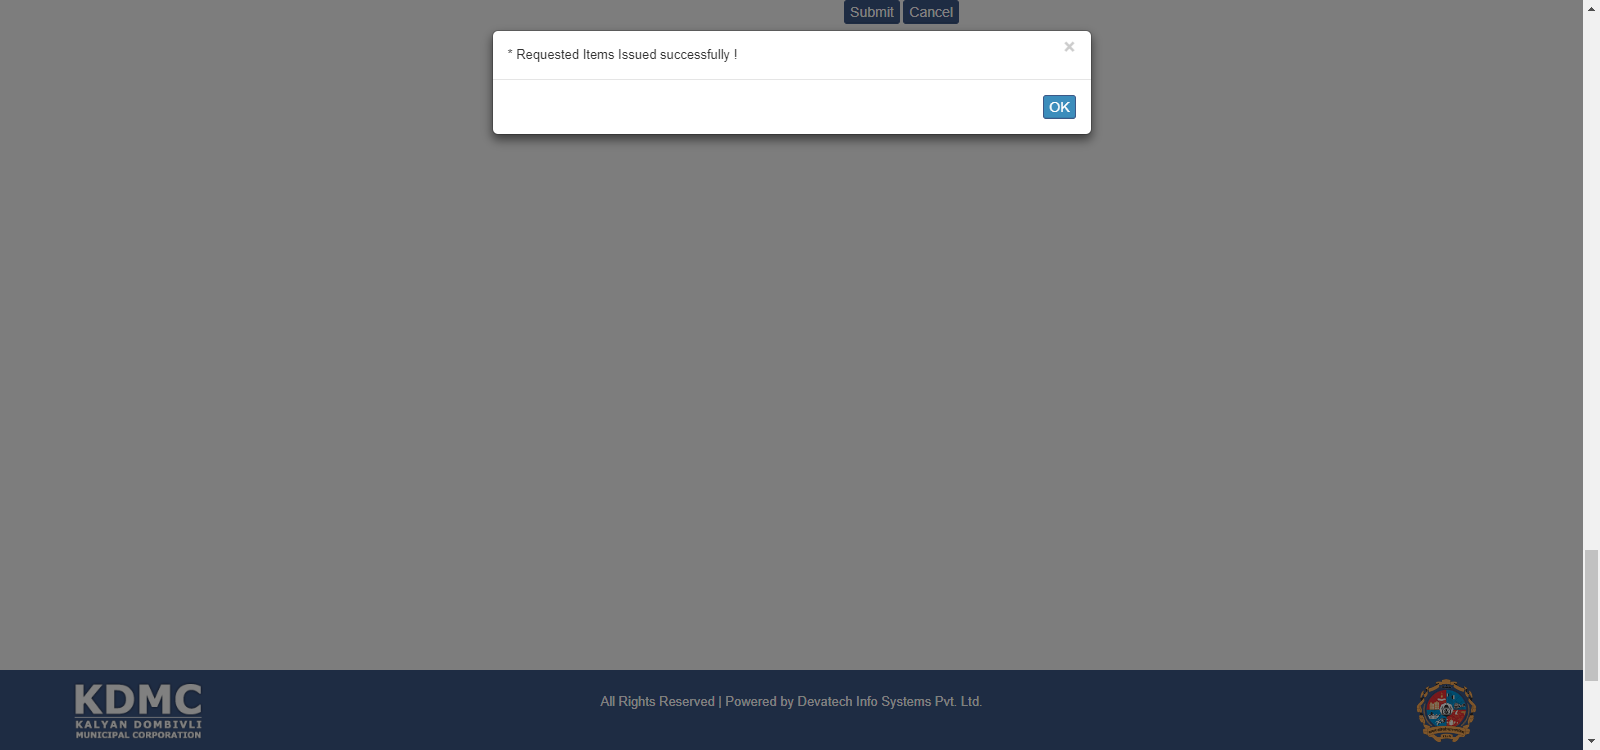 Submit Cancel
×
* Requested Items Issued successfully !
OK
KDMC
KALYAN DOMBIVLI
MUNICIPAL CORPORATION
All Rights Reserved | Powered by Devatech Info Systems Pvt. Ltd.